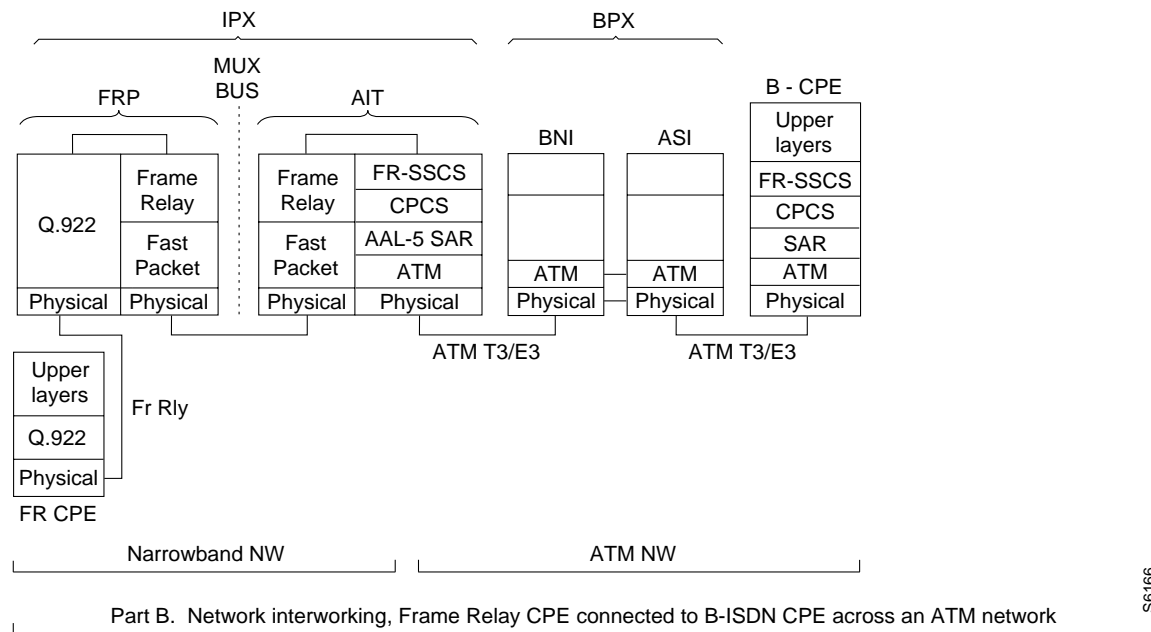 IPX
BPX
MUX
BUS
FRP
AIT
B - CPE
BNI
ASI
Q.922
Frame
Relay
Fast
Packet
Physical
Physical
Frame
Relay
Fast
Packet
Physical
FR-SSCS
CPCS
AAL-5 SAR
ATM
Physical
ATM
Physical
ATM
Physical
Upper
layers
FR-SSCS
CPCS
SAR
ATM
Physical
ATM T3/E3
ATM T3/E3
Upper
layers
Q.922
Physical
Fr Rly
FR CPE
Narrowband NW
ATM NW
S6166
Part B. Network interworking, Frame Relay CPE connected to B-ISDN CPE across an ATM network